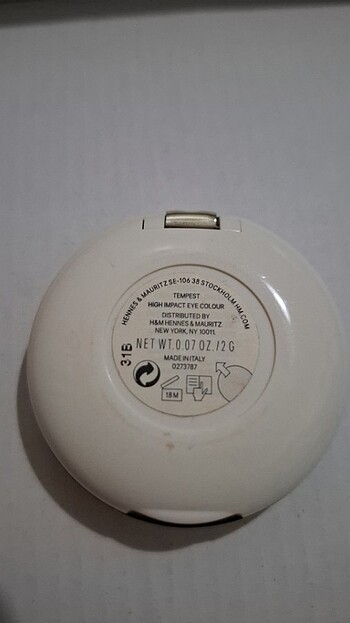 HENNES & MAURITZ SE-106 38 STOCKHOLM HM.COM
TEMPEST
HIGH IMPACT EYE COLOUR
DISTRIBUTED BY
H&M HENNES & MAURITZ
NEW YORK, NY 10011.
NET WT. 0.07 OZ. / 2 G
MADE IN ITALY
0273787
31B
18 M